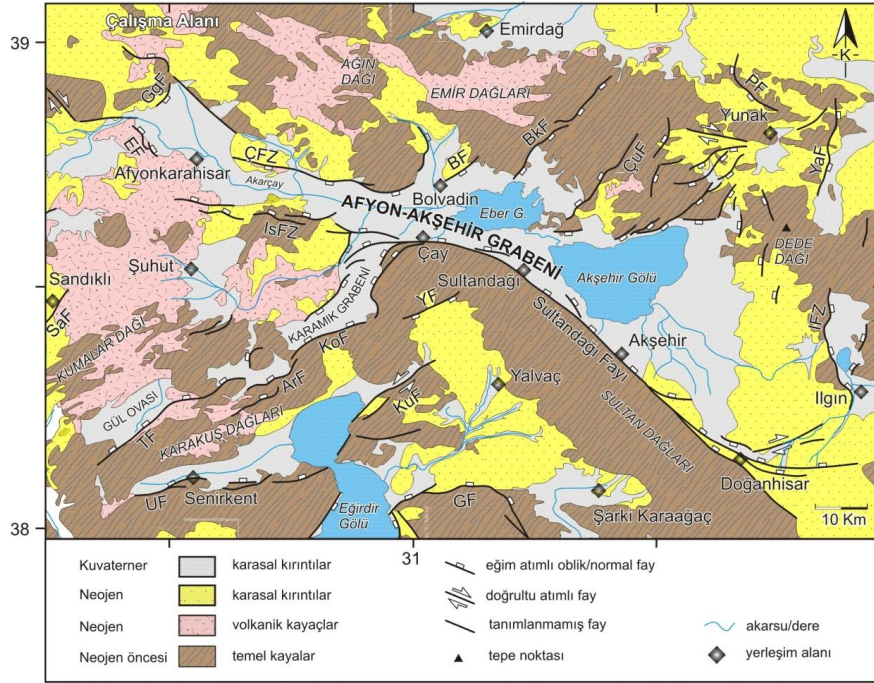 39
Çalışma Alanı
Emirdağ
-K-
AĞIN
DAĞI
EMİR DAĞLARI
GgF
PF
Yunak
EF
CFZ
BF
BkF
ÇuF
YaF
Afyonkarahisar
Akarçay
Bolvadin
AFYON-AKŞEHİR GRABENİ
Eber G.
IsFZ
DEDE
DAĞI
Şuhut
Çay
Sultandağı
Akşehir Gölü
Sandıklı
SaF
KARAMIK GRABENİ
YF
Sultandağı Fayı
IFZ
KUMALAR DAĞI
KoF
Akşehir
ArF
Yalvaç
Ilgın
GÜL OVASI
KuF
TF
KARAKUŞ DAĞLARI
SULTAN DAĞLARI
Doğanhisar
UF
Senirkent
Eğirdir
Gölü
GF
Şarki Karaağaç
10 Km
38
31
Kuvaterner karasal kırıntılar
Neojen karasal kırıntılar
Neojen volkanik kayaçlar
Neojen öncesi temel kayalar
eğim atımlı oblik/normal fay
doğrultu atımlı fay
tanımlanmamış fay
tepe noktası
akarsu/dere
yerleşim alanı